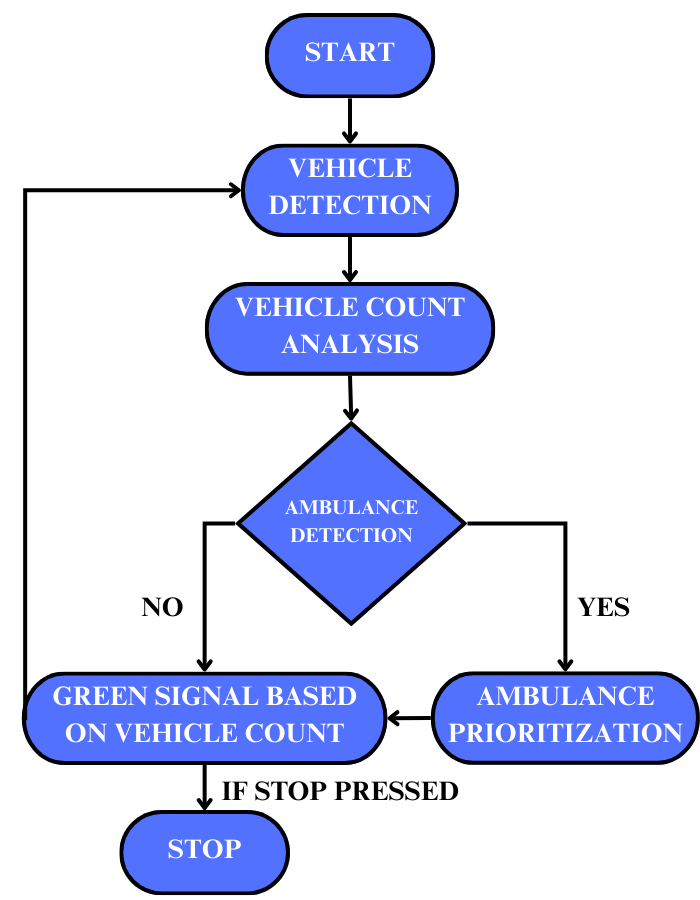 START
VEHICLE
DETECTION
VEHICLE COUNT
ANALYSIS
AMBULANCE
DETECTION
NO
YES
GREEN SIGNAL BASED
ON VEHICLE COUNT
AMBULANCE
PRIORITIZATION
IF STOP PRESSED
STOP